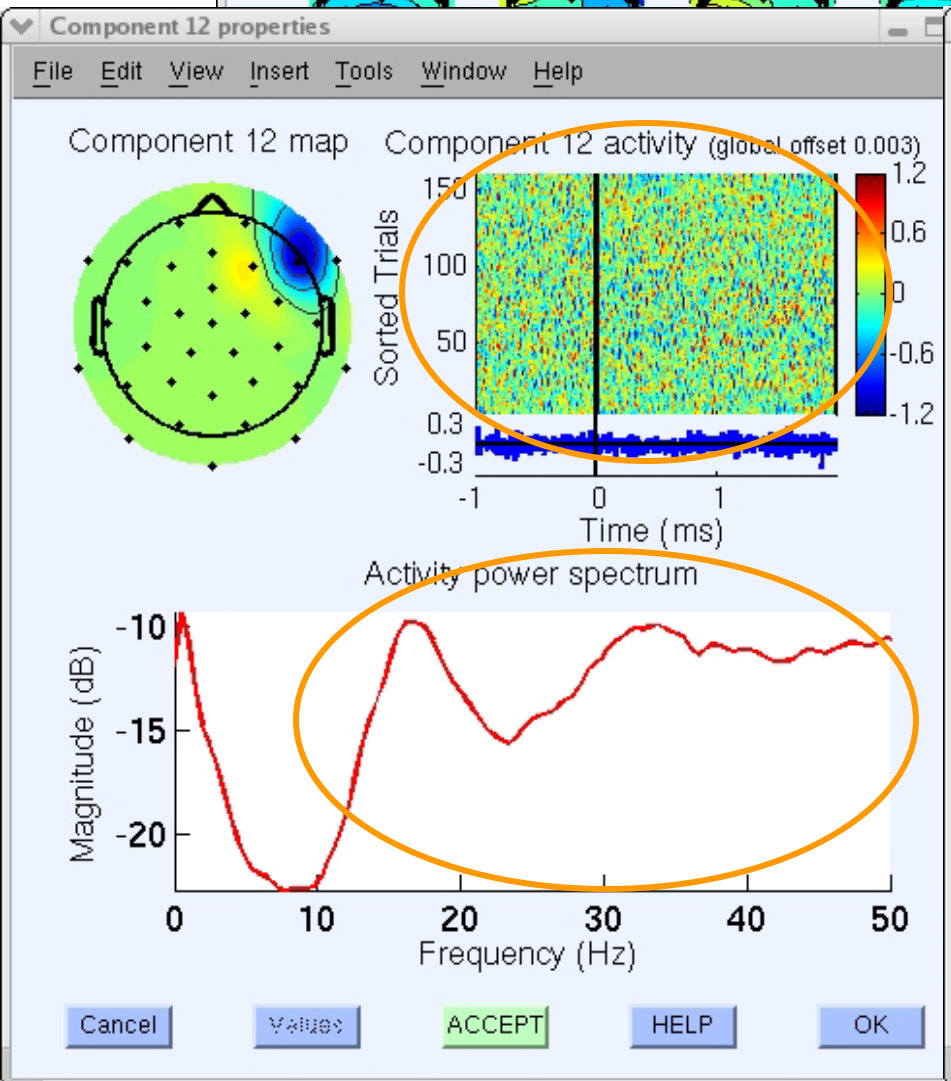 Component 12 properties
File Edit View Insert Tools Window Help
Component 12 map
Component 12 activity (global offset 0.003)
Sorted Trials
150
100
50
0.3
-0.3
1.2
0.6
0
-0.6
-1.2
-1 0 1
Time (ms)
Activity power spectrum
Magnitude (dB)
-10
-15
-20
0 10 20 30 40 50
Frequency (Hz)
Cancel Values ACCEPT HELP OK